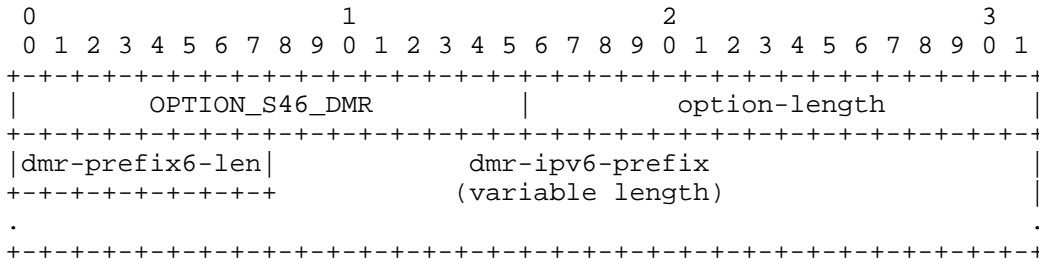 0                   1                   2                   3
 0 1 2 3 4 5 6 7 8 9 0 1 2 3 4 5 6 7 8 9 0 1 2 3 4 5 6 7 8 9 0 1
+-+-+-+-+-+-+-+-+-+-+-+-+-+-+-+-+-+-+-+-+-+-+-+-+-+-+-+-+-+-+-+-+
|        OPTION_S46_DMR         |         option-length         |
+-+-+-+-+-+-+-+-+-+-+-+-+-+-+-+-+-+-+-+-+-+-+-+-+-+-+-+-+-+-+-+-+
|dmr-prefix6-len|            dmr-ipv6-prefix                    |
+-+-+-+-+-+-+-+-+           (variable length)                   |
.                                                               .
+-+-+-+-+-+-+-+-+-+-+-+-+-+-+-+-+-+-+-+-+-+-+-+-+-+-+-+-+-+-+-+-+